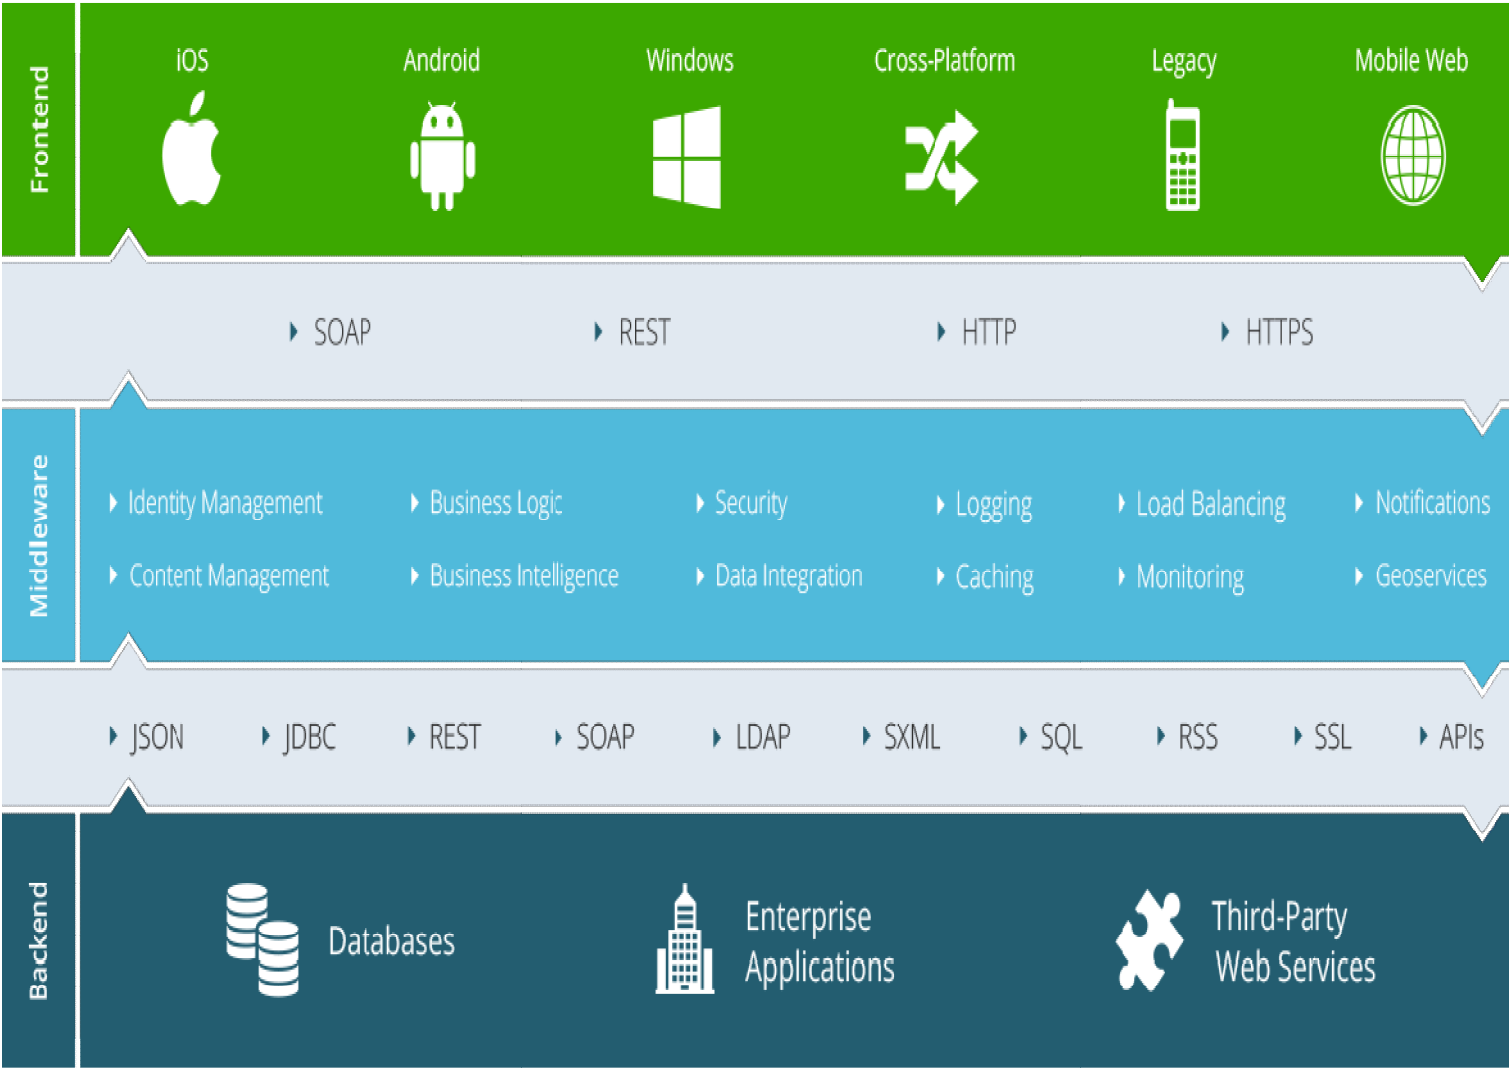 Frontend
iOS
Android
Windows
Cross-Platform
Legacy
Mobile Web
SOAP
REST
HTTP
HTTPS
Middleware
Identity Management
Business Logic
Security
Logging
Load Balancing
Notifications
Content Management
Business Intelligence
Data Integration
Caching
Monitoring
Geoservices
JSON
JDBC
REST
SOAP
LDAP
SXML
SQL
RSS
SSL
APIs
Backend
Databases
Enterprise
Applications
Third-Party
Web Services